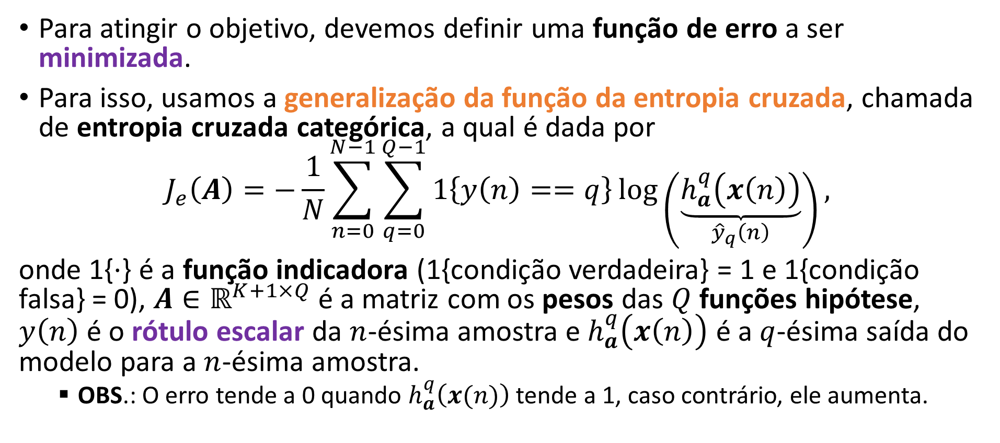 • Para atingir o objetivo, devemos definir uma função de erro a ser
minimizada.
• Para isso, usamos a generalização da função da entropia cruzada, chamada
de entropia cruzada categórica, a qual é dada por
$J_e(\boldsymbol{A}) = -\frac{1}{N} \sum_{n=0}^{N-1} \sum_{q=0}^{Q-1} 1\{y(n) == q\} \log \left( \underbrace{h_{\boldsymbol{a}}^{q}(\boldsymbol{x}(n))}_{\hat{y}_q(n)} \right),$
onde 1{·} é a função indicadora (1{condição verdadeira} = 1 e 1{condição
falsa} = 0), $\boldsymbol{A} \in \mathbb{R}^{K+1 \times Q}$ é a matriz com os pesos das $Q$ funções hipótese,
$y(n)$ é o rótulo escalar da $n$-ésima amostra e $h_{\boldsymbol{a}}^{q}(\boldsymbol{x}(n))$ é a $q$-ésima saída do
modelo para a $n$-ésima amostra.
▪ OBS.: O erro tende a 0 quando $h_{\boldsymbol{a}}^{q}(\boldsymbol{x}(n))$ tende a 1, caso contrário, ele aumenta.